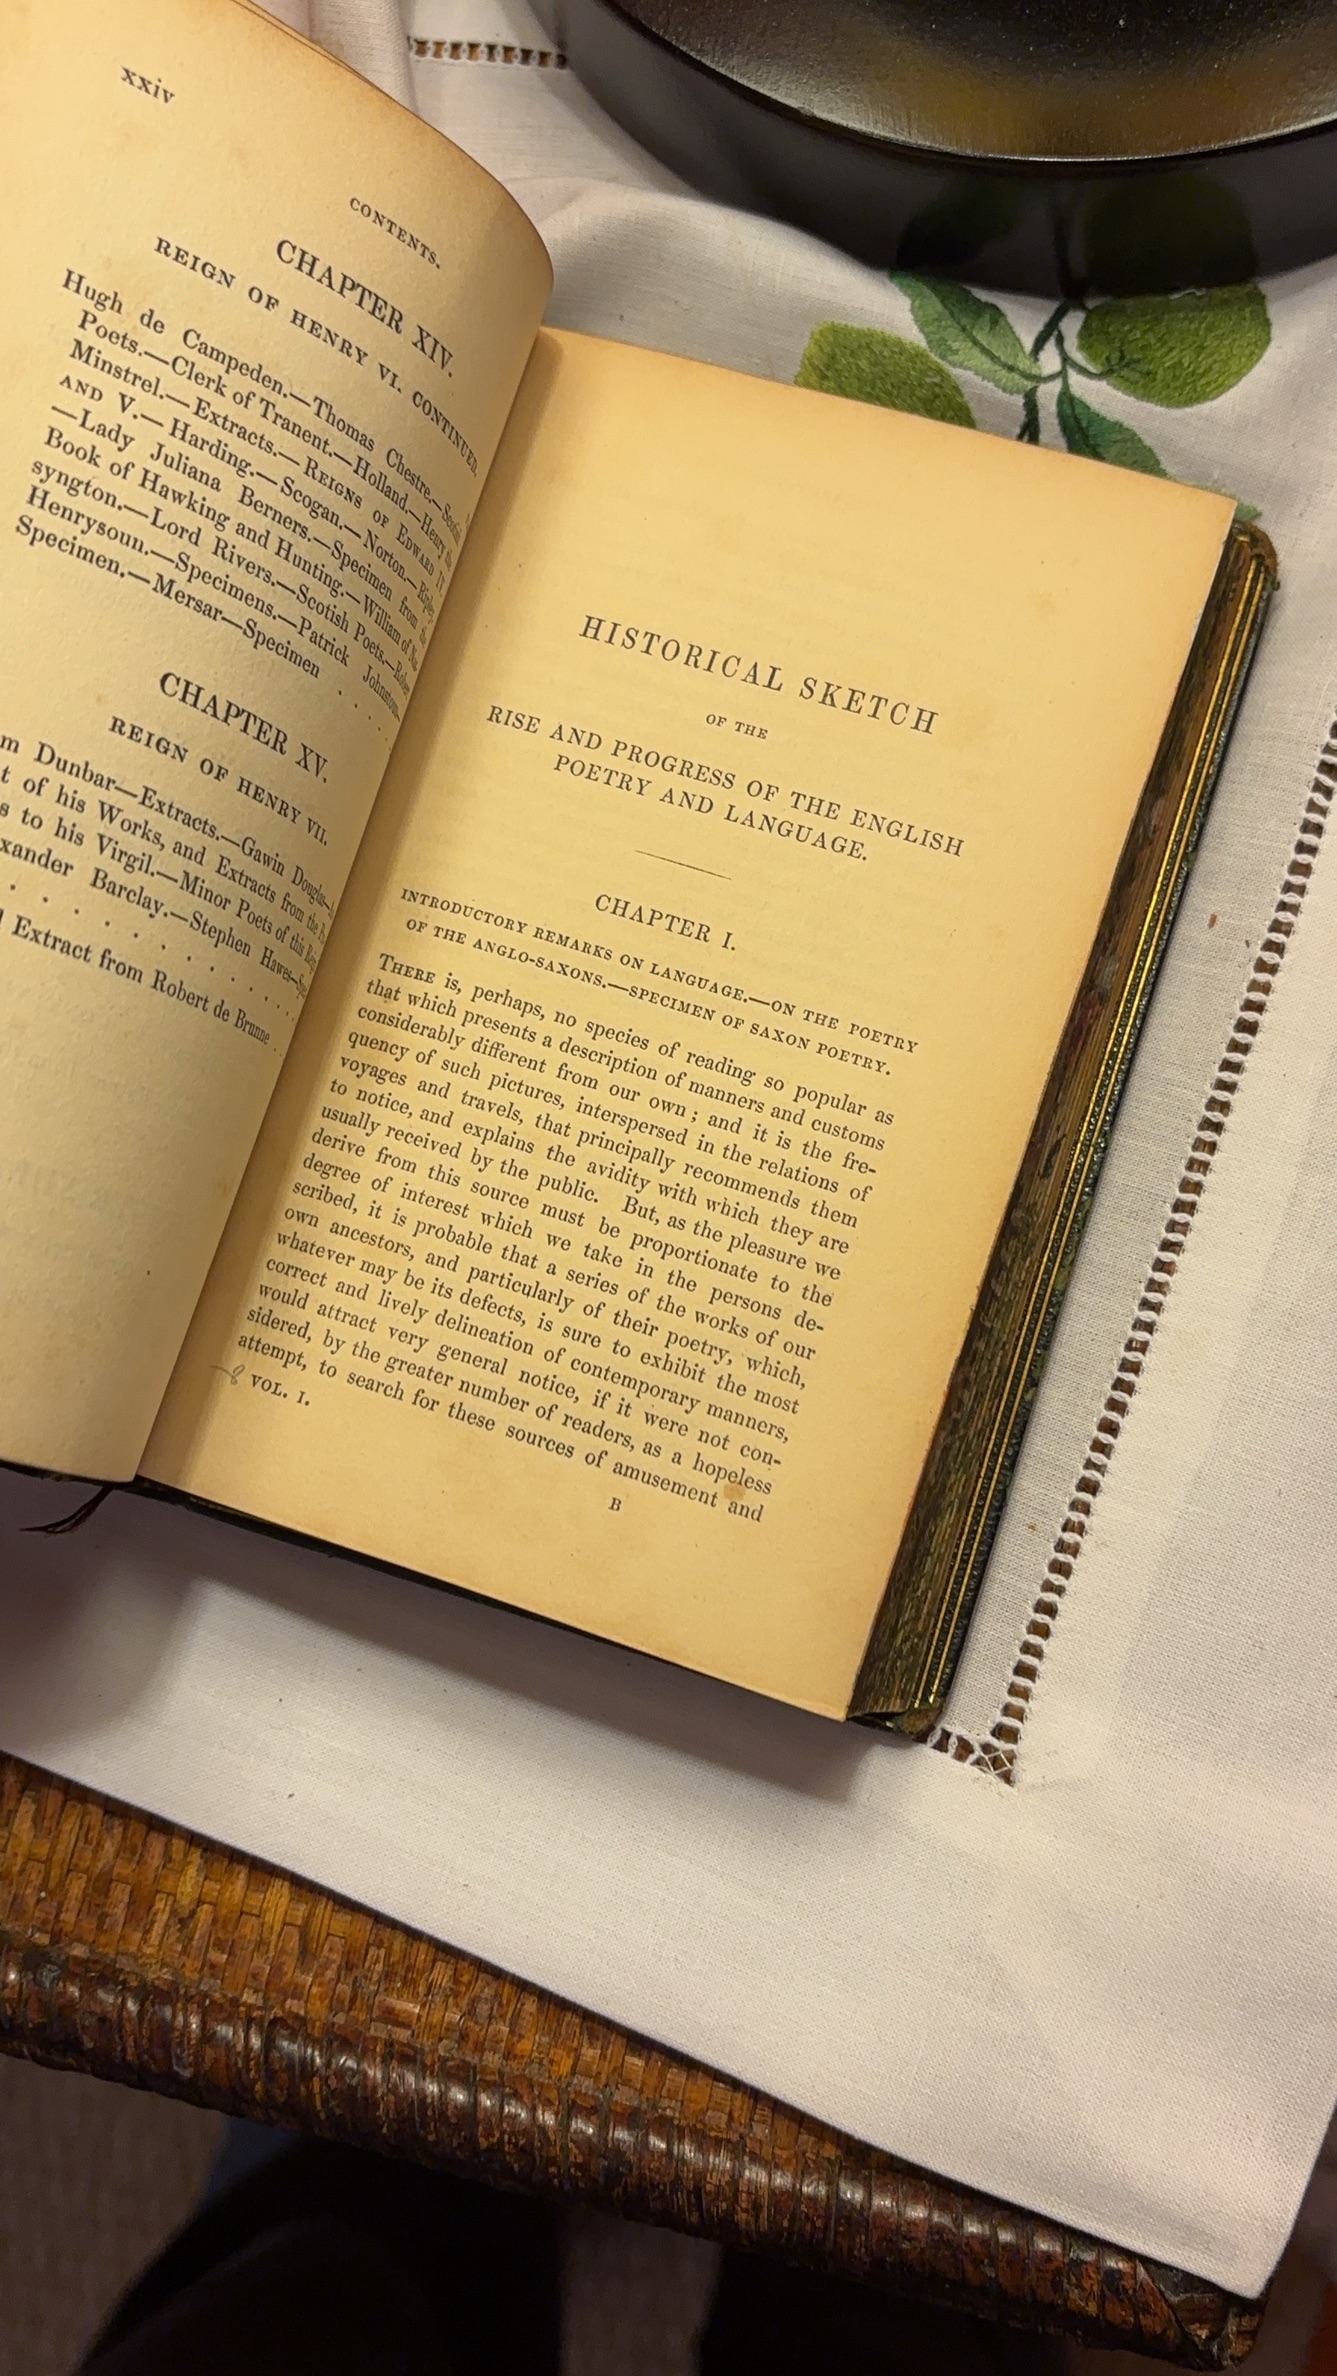 xxiv
CONTENTS.
CHAPTER XIV.
REIGN OF HENRY VI. CONTINUED.
Hugh de Campeden.—Thomas Chestre.—
Poets.—Clerk of Tranent.—Holland.—Henry the
Minstrel.—Extracts.—REIGNS OF EDWARD IV.
AND V.—Harding.—Scogan.—Norton.—Ripley.
—Lady Juliana Berners.—Specimen from the
Book of Hawking and Hunting.—William of
syngton.—Lord Rivers.—Scotish Poets.—
Henrysoun.—Specimens.—Patrick
Specimen.—Mersar—Specimen . . .
CHAPTER XV.
REIGN OF HENRY VII.
m Dunbar—Extracts.—Gawin Douglas—
t of his Works, and Extracts from the
s to his Virgil.—Minor Poets of this
xander Barclay.—Stephen Hawes—
Extract from Robert de Brunne . .
HISTORICAL SKETCH
OF THE
RISE AND PROGRESS OF THE ENGLISH
POETRY AND LANGUAGE.
CHAPTER I.
INTRODUCTORY REMARKS ON LANGUAGE.—ON THE POETRY
OF THE ANGLO-SAXONS.—SPECIMEN OF SAXON POETRY.
THERE is, perhaps, no species of reading so popular as
that which presents a description of manners and customs
considerably different from our own; and it is the fre-
quency of such pictures, interspersed in the relations of
voyages and travels, that principally recommends them
to notice, and explains the avidity with which they are
usually received by the public. But, as the pleasure we
derive from this source must be proportionate to the
degree of interest which we take in the persons de-
scribed, it is probable that a series of the works of our
own ancestors, and particularly of their poetry, which,
whatever may be its defects, is sure to exhibit the most
correct and lively delineation of contemporary manners,
would attract very general notice, if it were not con-
sidered, by the greater number of readers, as a hopeless
attempt, to search for these sources of amusement and
VOL. I.
B